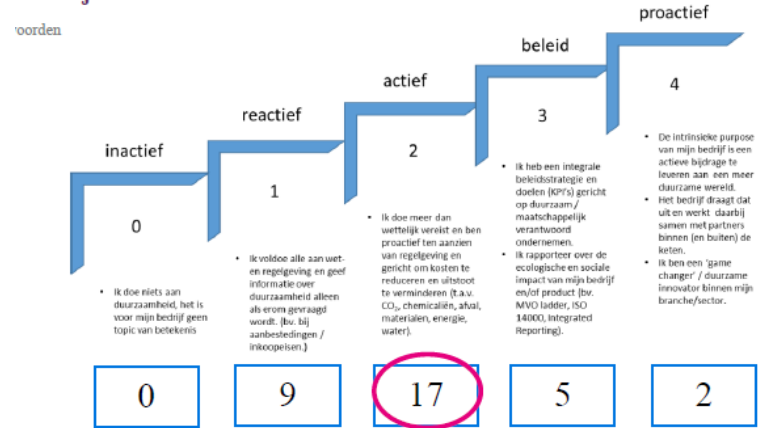 oorden
inactief
0
Ik doe niets aan
duurzaamheid, het is
voor mijn bedrijf geen
topic van betekenis
0
reactief
1
Ik voldoe alle aan wet-
en regelgeving en geef
informatie over
duurzaamheid alleen
als erom gevraagd
wordt. (bv. bij
aanbestedingen /
inkoopeisen.)
9
actief
2
Ik doe meer dan
wettelijk vereist en ben
proactief ten aanzien
van regelgeving en
gericht om kosten te
reduceren en uitstoot
te verminderen (t.a.v.
CO₂, chemicaliën, afval,
materialen, energie,
water).
17
beleid
3
Ik heb een integrale
beleidsstrategie en
doelen (KPI's) gericht
op duurzaam /
maatschappelijk
verantwoord
ondernemen.
Ik rapporteer over de
ecologische en sociale
impact van mijn bedrijf
en/of product (bv.
MVO ladder, ISO
14000, Integrated
Reporting).
5
proactief
4
De intrinsieke purpose
van mijn bedrijf is een
actieve bijdrage te
leveren aan een meer
duurzame wereld.
Het bedrijf draagt dat
uit en werkt daarbij
samen met partners
binnen (en buiten) de
keten.
Ik ben een 'game
changer' / duurzame
innovator binnen mijn
branche/sector.
2